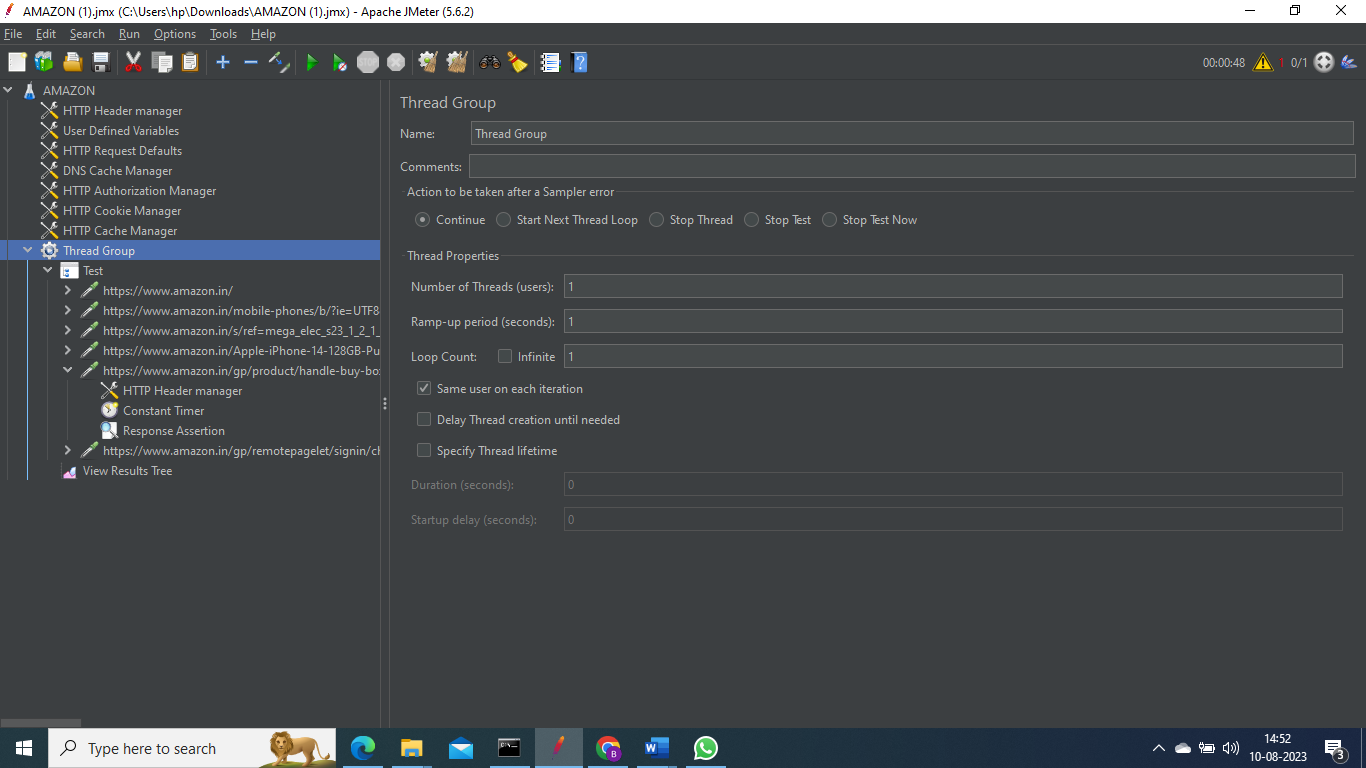 AMAZON (1).jmx (C:\Users\hp\Downloads\AMAZON (1).jmx) - Apache JMeter (5.6.2)
File Edit Search Run Options Tools Help
STOP
00:00:48 1 0/1
AMAZON
HTTP Header manager
User Defined Variables
HTTP Request Defaults
DNS Cache Manager
HTTP Authorization Manager
HTTP Cookie Manager
HTTP Cache Manager
Thread Group
Test
https://www.amazon.in/
https://www.amazon.in/mobile-phones/b/?ie=UTF8
https://www.amazon.in/s/ref=mega_elec_s23_1_2_1_
https://www.amazon.in/Apple-iPhone-14-128GB-Pu
https://www.amazon.in/gp/product/handle-buy-bo
HTTP Header manager
Constant Timer
Response Assertion
https://www.amazon.in/gp/remotepagelet/signin/cl
View Results Tree
Thread Group
Name: Thread Group
Comments:
Action to be taken after a Sampler error
Continue Start Next Thread Loop Stop Thread Stop Test Stop Test Now
Thread Properties
Number of Threads (users): 1
Ramp-up period (seconds): 1
Loop Count: Infinite 1
Same user on each iteration
Delay Thread creation until needed
Specify Thread lifetime
Duration (seconds): 0
Startup delay (seconds): 0
Type here to search
B
14:52
10-08-2023
3